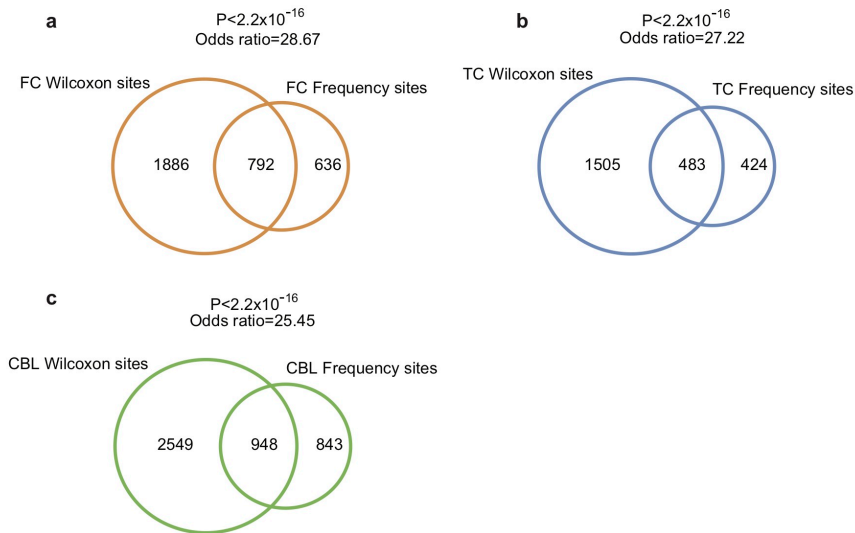 a
P<2.2x10⁻¹⁶
Odds ratio=28.67
FC Wilcoxon sites
FC Frequency sites
1886
792
636
b
P<2.2x10⁻¹⁶
Odds ratio=27.22
TC Wilcoxon sites
TC Frequency sites
1505
483
424
c
P<2.2x10⁻¹⁶
Odds ratio=25.45
CBL Wilcoxon sites
CBL Frequency sites
2549
948
843